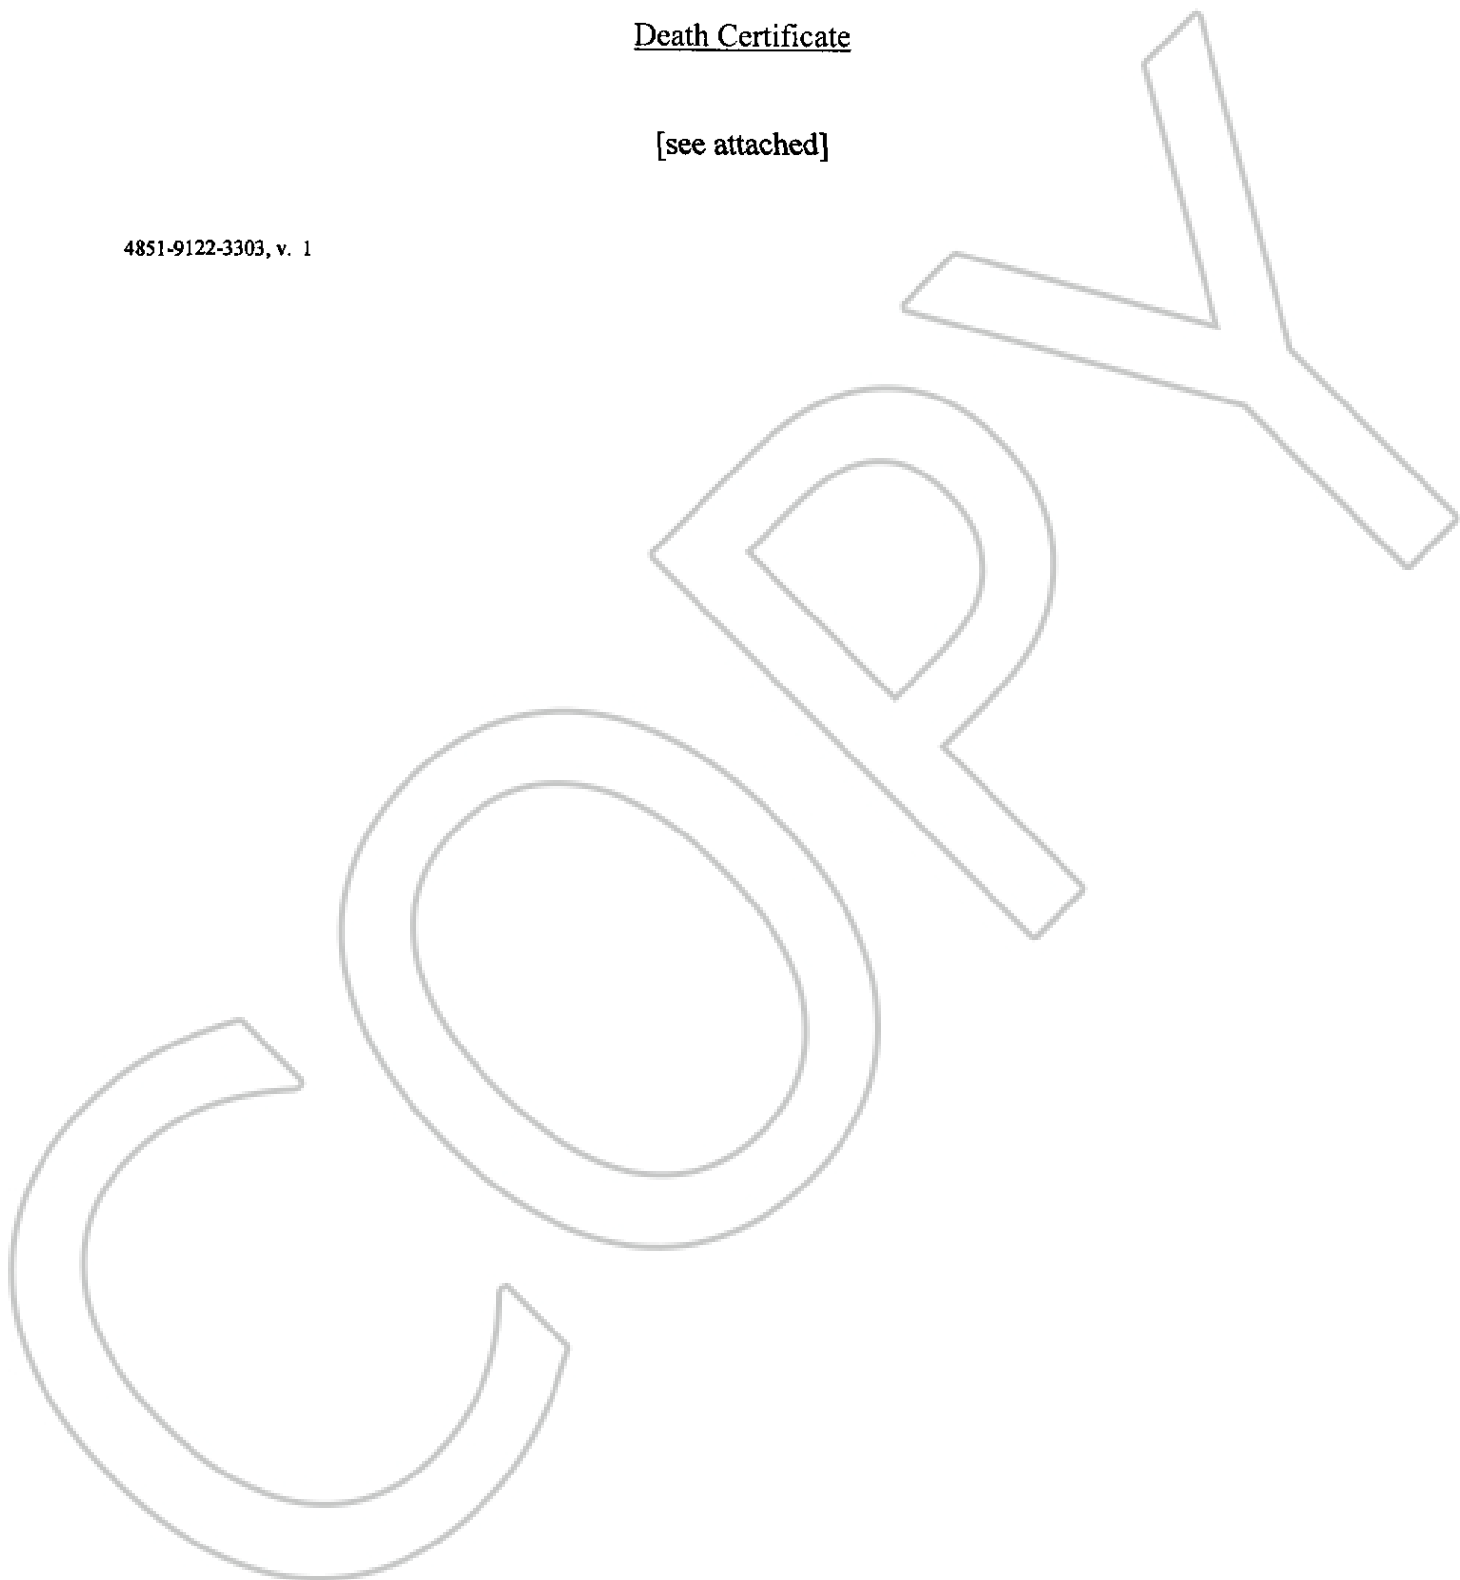 Death Certificate
[see attached]
4851-9122-3303, v. 1
COPY